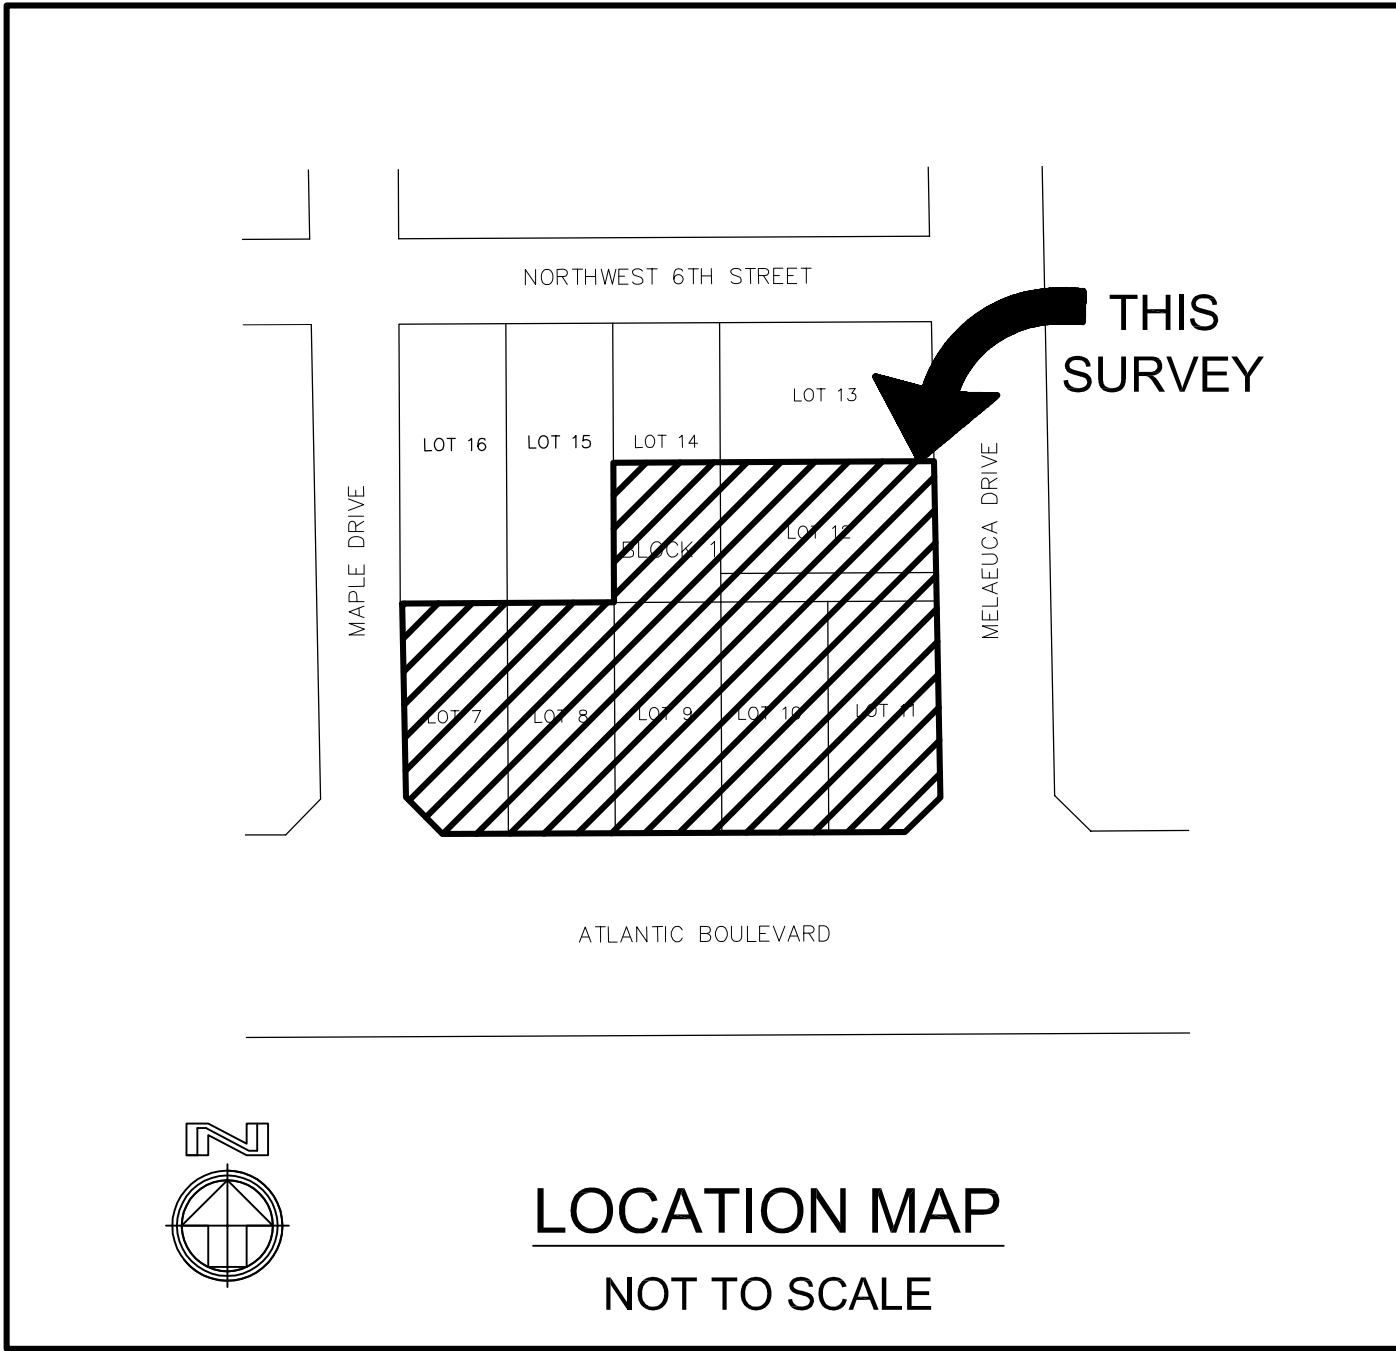 NORTHWEST 6TH STREET
THIS
SURVEY
LOT 13
LOT 16
LOT 15
LOT 14
MAPLE DRIVE
MELAEUCA DRIVE
LOT 12
BLOCK 1
LOT 7
LOT 8
LOT 9
LOT 10
LOT 11
ATLANTIC BOULEVARD
N
LOCATION MAP
NOT TO SCALE